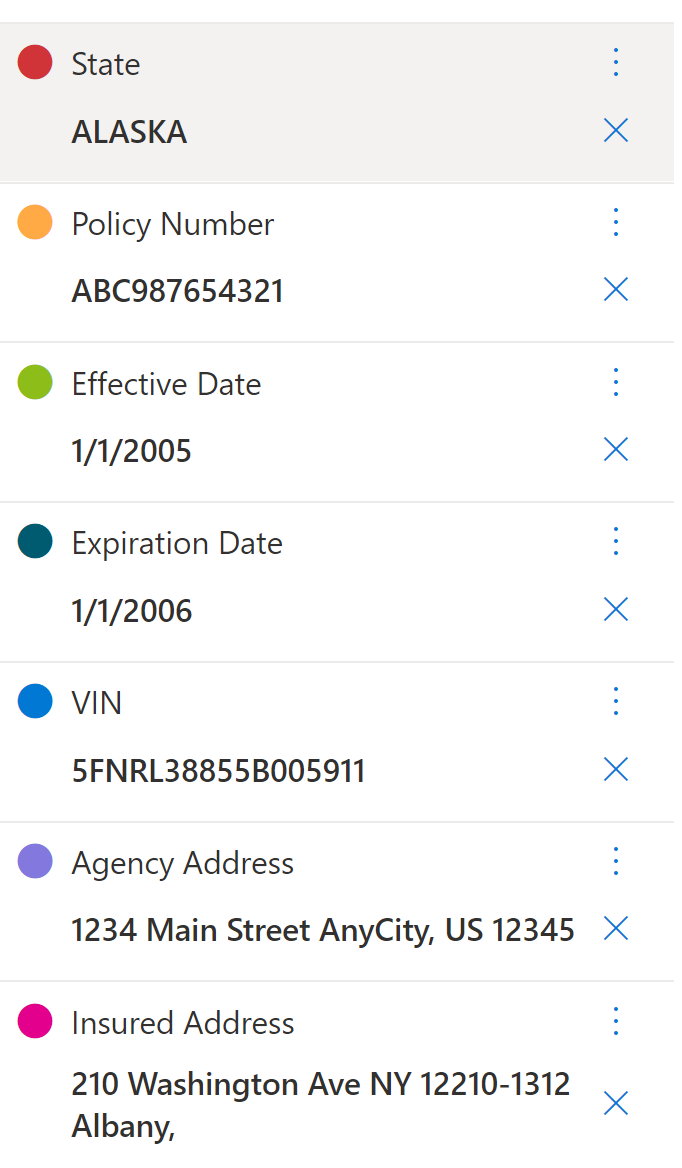 State
ALASKA
Policy Number
ABC987654321
Effective Date
1/1/2005
Expiration Date
1/1/2006
VIN
5FNRL38855B005911
Agency Address
1234 Main Street AnyCity, US 12345
Insured Address
210 Washington Ave NY 12210-1312
Albany,